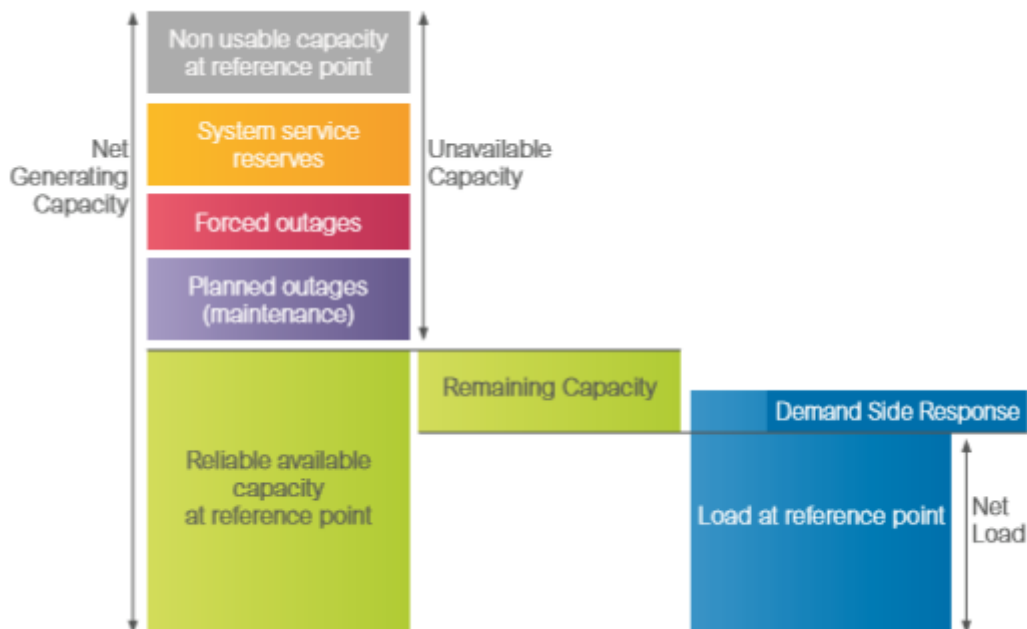 Non usable capacity
at reference point
System service
reserves
Forced outages
Planned outages
(maintenance)
Net
Generating
Capacity
Unavailable
Capacity
Remaining Capacity
Demand Side Response
Reliable available
capacity
at reference point
Load at reference point
Net
Load